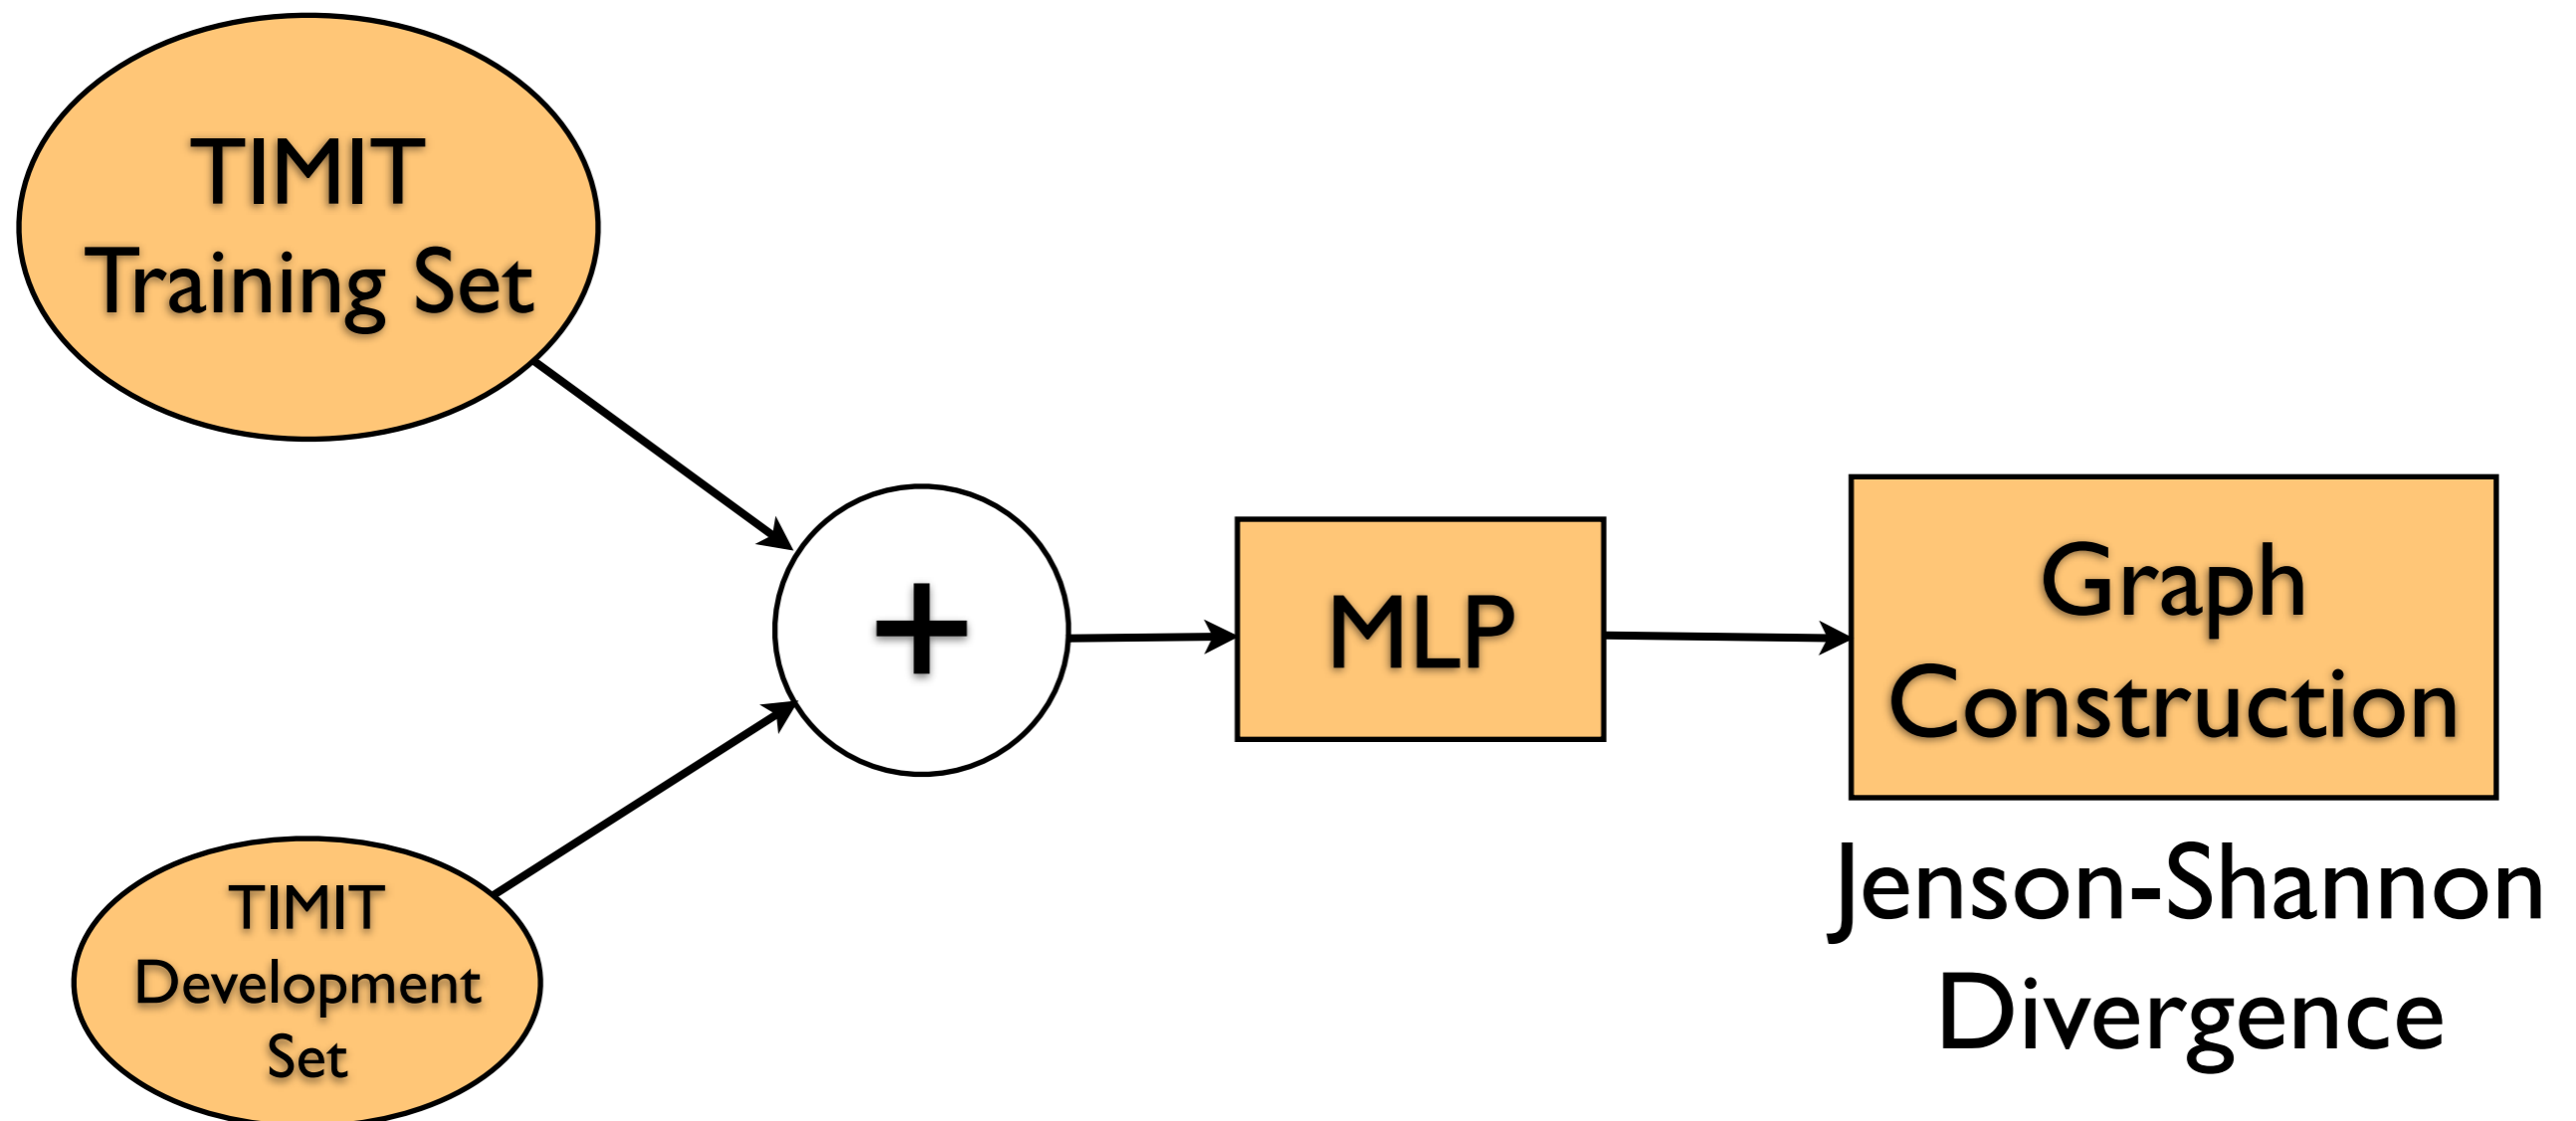 TIMIT
Training Set
+
MLP
Graph
Construction
Jenson-Shannon
Divergence
TIMIT
Development
Set